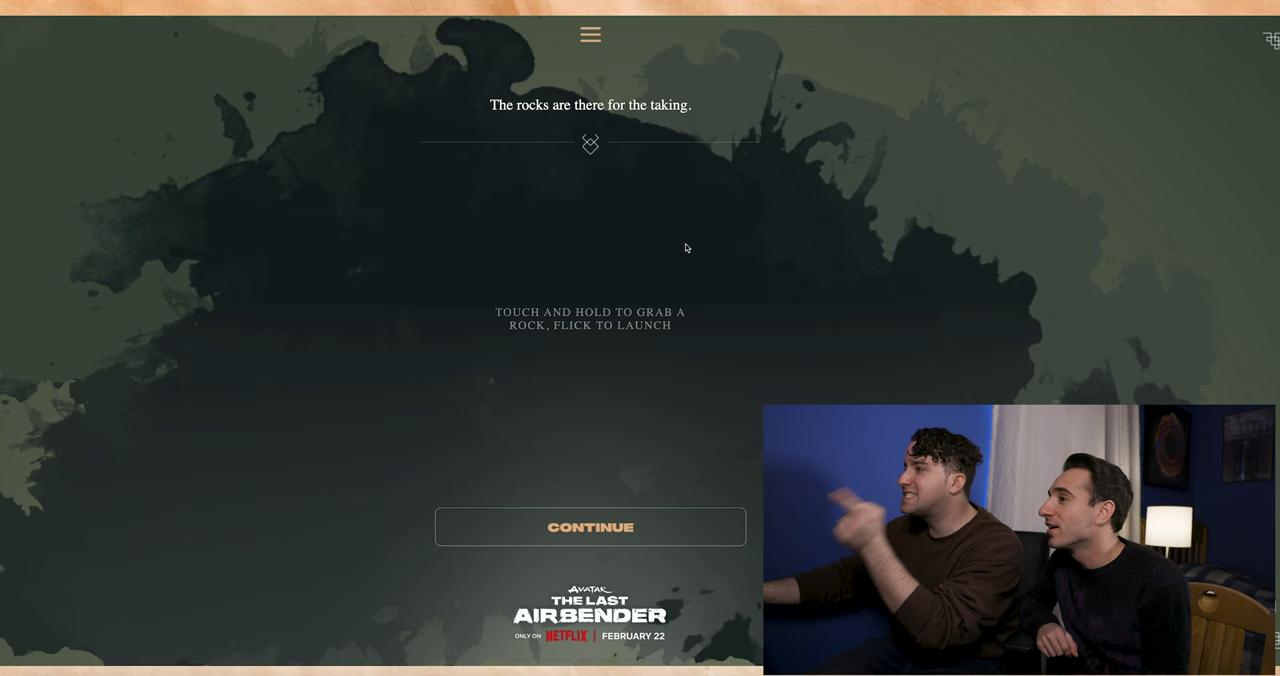 The rocks are there for the taking.
TOUCH AND HOLD TO GRAB A
ROCK, FLICK TO LAUNCH
CONTINUE
AVATAR
THE LAST
AIRBENDER
ONLY ON NETFLIX | FEBRUARY 22